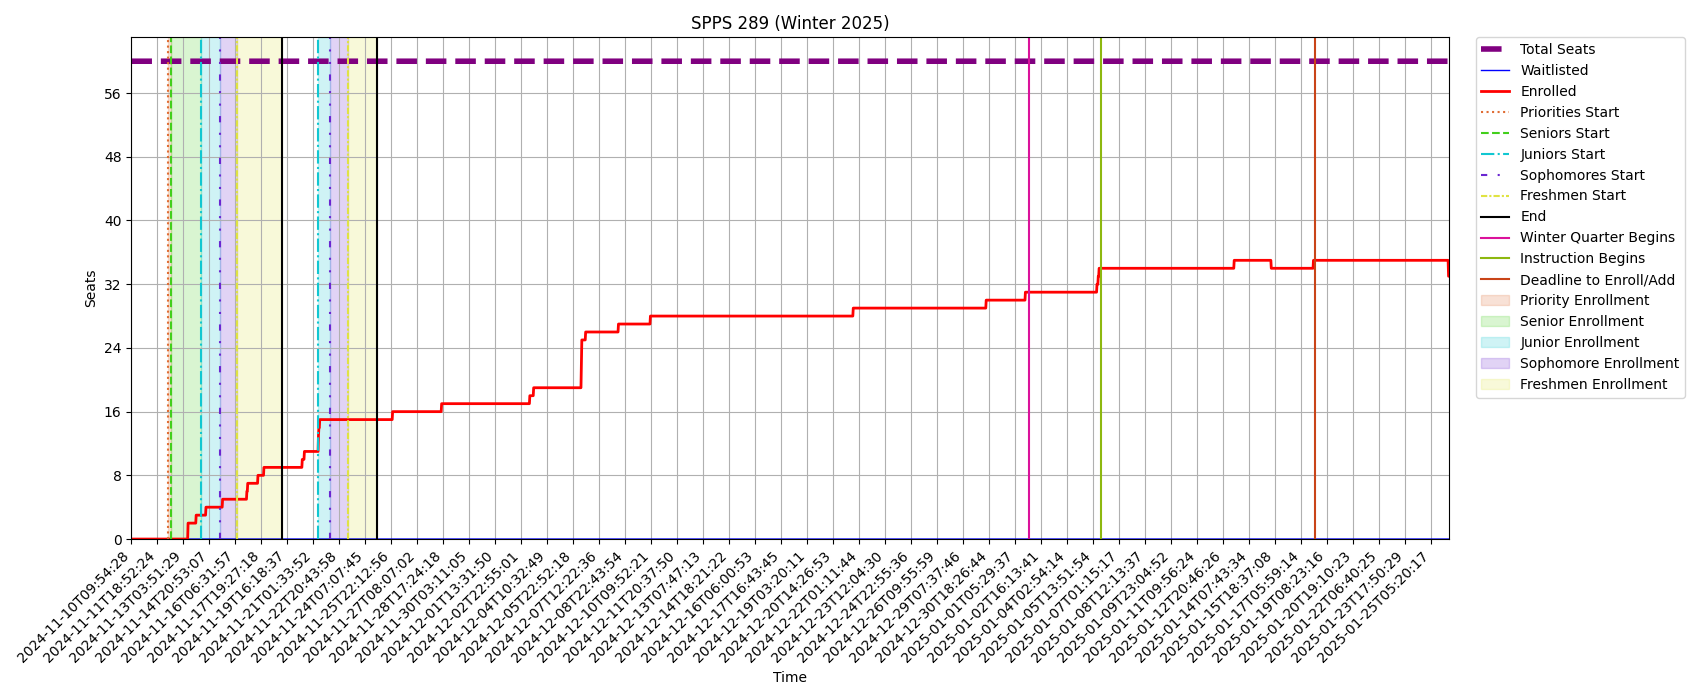 SPPS 289 (Winter 2025)
Seats
56
48
40
32
24
16
8
0
2024-11-10T09:54:28
2024-11-11T18:52:24
2024-11-13T03:51:29
2024-11-14T20:53:07
2024-11-16T06:31:57
2024-11-17T19:27:18
2024-11-19T16:18:37
2024-11-21T01:33:52
2024-11-22T20:43:58
2024-11-24T07:07:45
2024-11-25T22:12:56
2024-11-27T08:07:02
2024-11-28T17:24:18
2024-11-30T03:11:05
2024-12-01T13:31:50
2024-12-02T22:55:01
2024-12-04T10:32:49
2024-12-05T22:52:18
2024-12-07T12:22:36
2024-12-08T22:43:54
2024-12-10T09:52:21
2024-12-11T20:37:50
2024-12-13T07:47:13
2024-12-14T18:21:22
2024-12-16T06:00:53
2024-12-17T16:43:45
2024-12-19T03:20:11
2024-12-20T14:26:53
2024-12-22T01:11:44
2024-12-23T12:04:30
2024-12-24T22:55:36
2024-12-26T09:55:59
2024-12-29T07:37:46
2024-12-30T18:26:44
2025-01-01T05:29:37
2025-01-02T16:13:41
2025-01-04T02:54:14
2025-01-05T13:51:54
2025-01-07T01:15:17
2025-01-08T12:13:37
2025-01-09T23:04:52
2025-01-11T09:56:24
2025-01-12T20:46:26
2025-01-14T07:43:34
2025-01-15T18:37:08
2025-01-17T05:59:14
2025-01-19T08:23:16
2025-01-20T19:10:23
2025-01-22T06:40:25
2025-01-23T17:50:29
2025-01-25T05:20:17
Time
Total Seats
Waitlisted
Enrolled
Priorities Start
Seniors Start
Juniors Start
Sophomores Start
Freshmen Start
End
Winter Quarter Begins
Instruction Begins
Deadline to Enroll/Add
Priority Enrollment
Senior Enrollment
Junior Enrollment
Sophomore Enrollment
Freshmen Enrollment